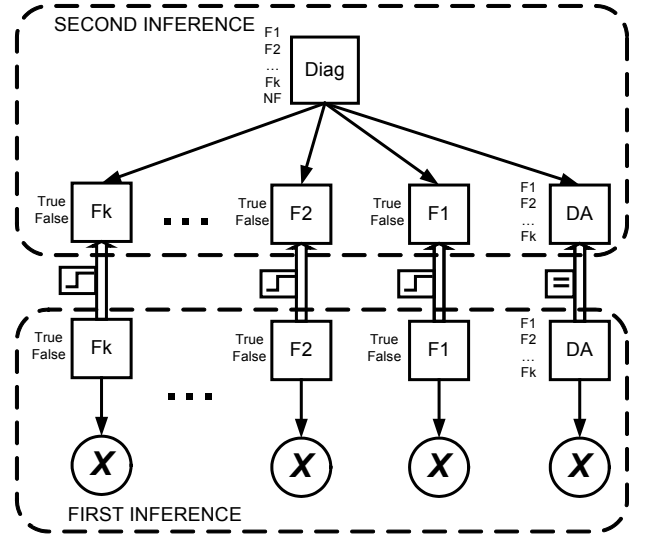 SECOND INFERENCE
F1
F2
...
Fk
NF
Diag
True
False
Fk
...
True
False
F2
True
False
F1
F1
F2
...
Fk
DA
=
True
False
Fk
...
True
False
F2
True
False
F1
F1
F2
...
Fk
DA
X
X
X
X
FIRST INFERENCE